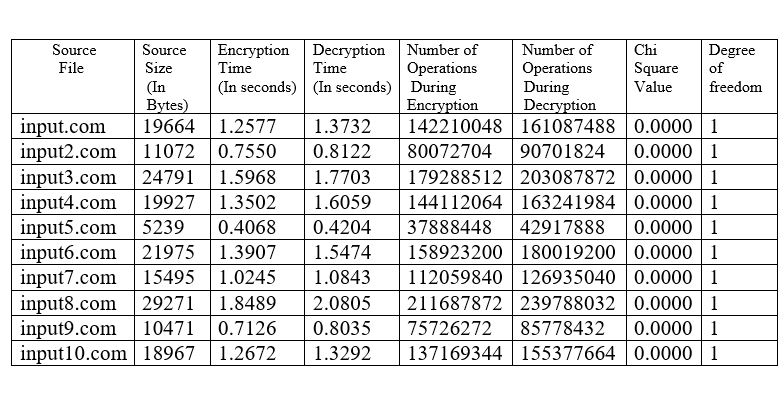 Source File Source Size (In Bytes) Encryption Time (In seconds) Decryption Time (In seconds) Number of Operations During Encryption Number of Operations During Decryption Chi Square Value Degree of freedom
input.com 19664 1.2577 1.3732 142210048 161087488 0.0000 1
input2.com 11072 0.7550 0.8122 80072704 90701824 0.0000 1
input3.com 24791 1.5968 1.7703 179288512 203087872 0.0000 1
input4.com 19927 1.3502 1.6059 144112064 163241984 0.0000 1
input5.com 5239 0.4068 0.4204 37888448 42917888 0.0000 1
input6.com 21975 1.3907 1.5474 158923200 180019200 0.0000 1
input7.com 15495 1.0245 1.0843 112059840 126935040 0.0000 1
input8.com 29271 1.8489 2.0805 211687872 239788032 0.0000 1
input9.com 10471 0.7126 0.8035 75726272 85778432 0.0000 1
input10.com 18967 1.2672 1.3292 137169344 155377664 0.0000 1